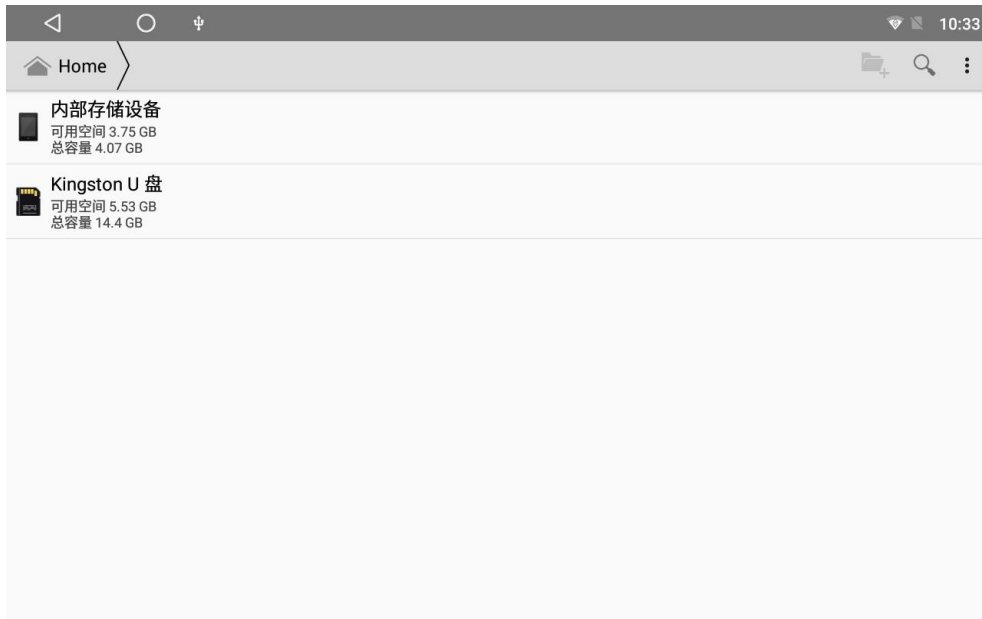 10:33
Home
内部存储设备
可用空间 3.75 GB
总容量 4.07 GB
Kingston U 盘
可用空间 5.53 GB
总容量 14.4 GB